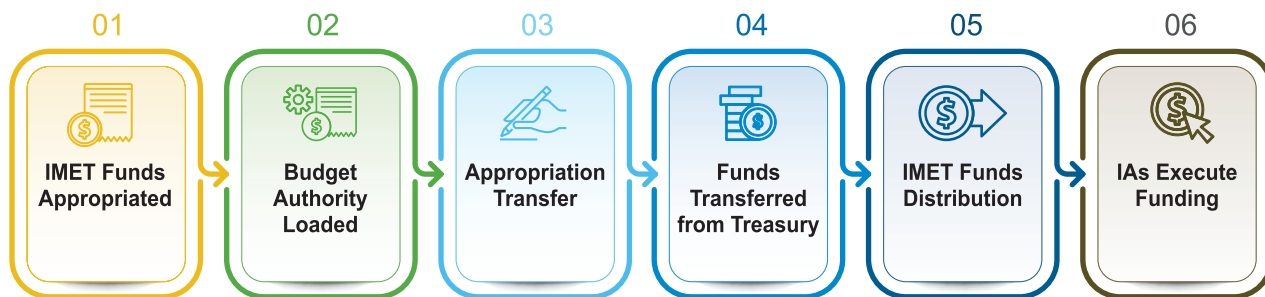 01
IMET Funds
Appropriated
02
Budget
Authority
Loaded
03
Appropriation
Transfer
04
Funds
Transferred
from Treasury
05
IMET Funds
Distribution
06
IAs Execute
Funding